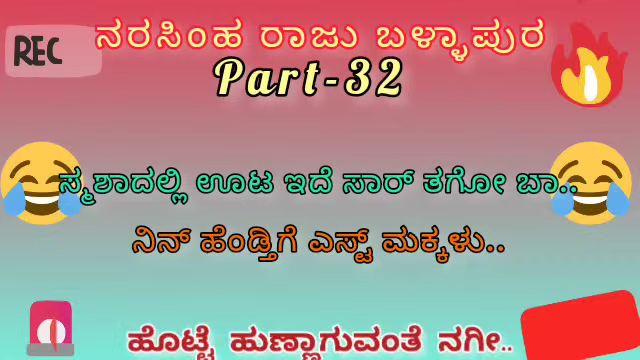 REC
ನರಸಿಂಹ ರಾಜು ಬಳ್ಳಾಪುರ
Part-32
ಸ್ಮಶಾದಲ್ಲಿ ಊಟ ಇದೆ ಸಾರ್ ತಗೋ ಬಾ..
ನಿನ್ ಹೆಂಡ್ತಿಗೆ ಎಸ್ಟ್ ಮಕ್ಕಳು..
ಹೊಟ್ಟೆ ಹುಣ್ಣಾಗುವಂತೆ ನಗೀ..